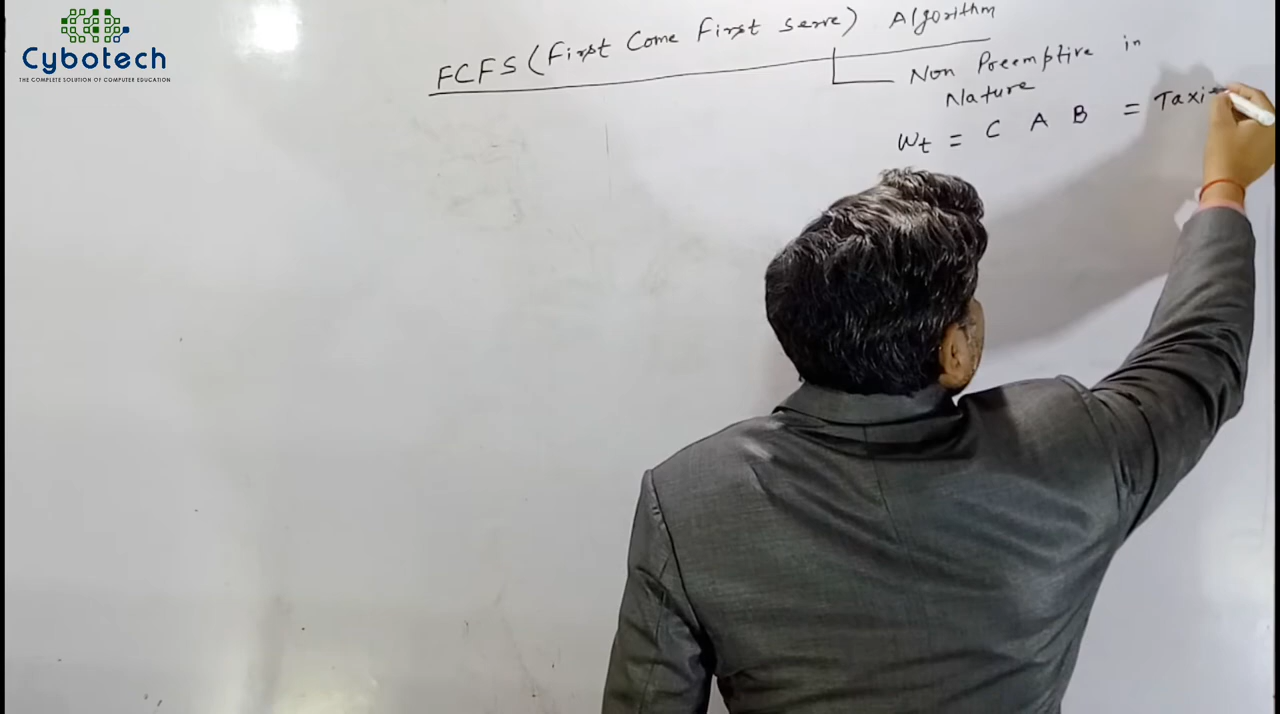 Cybotech
THE COMPLETE SOLUTION OF COMPUTER EDUCATION
FCFS (First Come First Serve) Algorithm
Non Preemptive in
Nature
Wt = C A B = Taxi